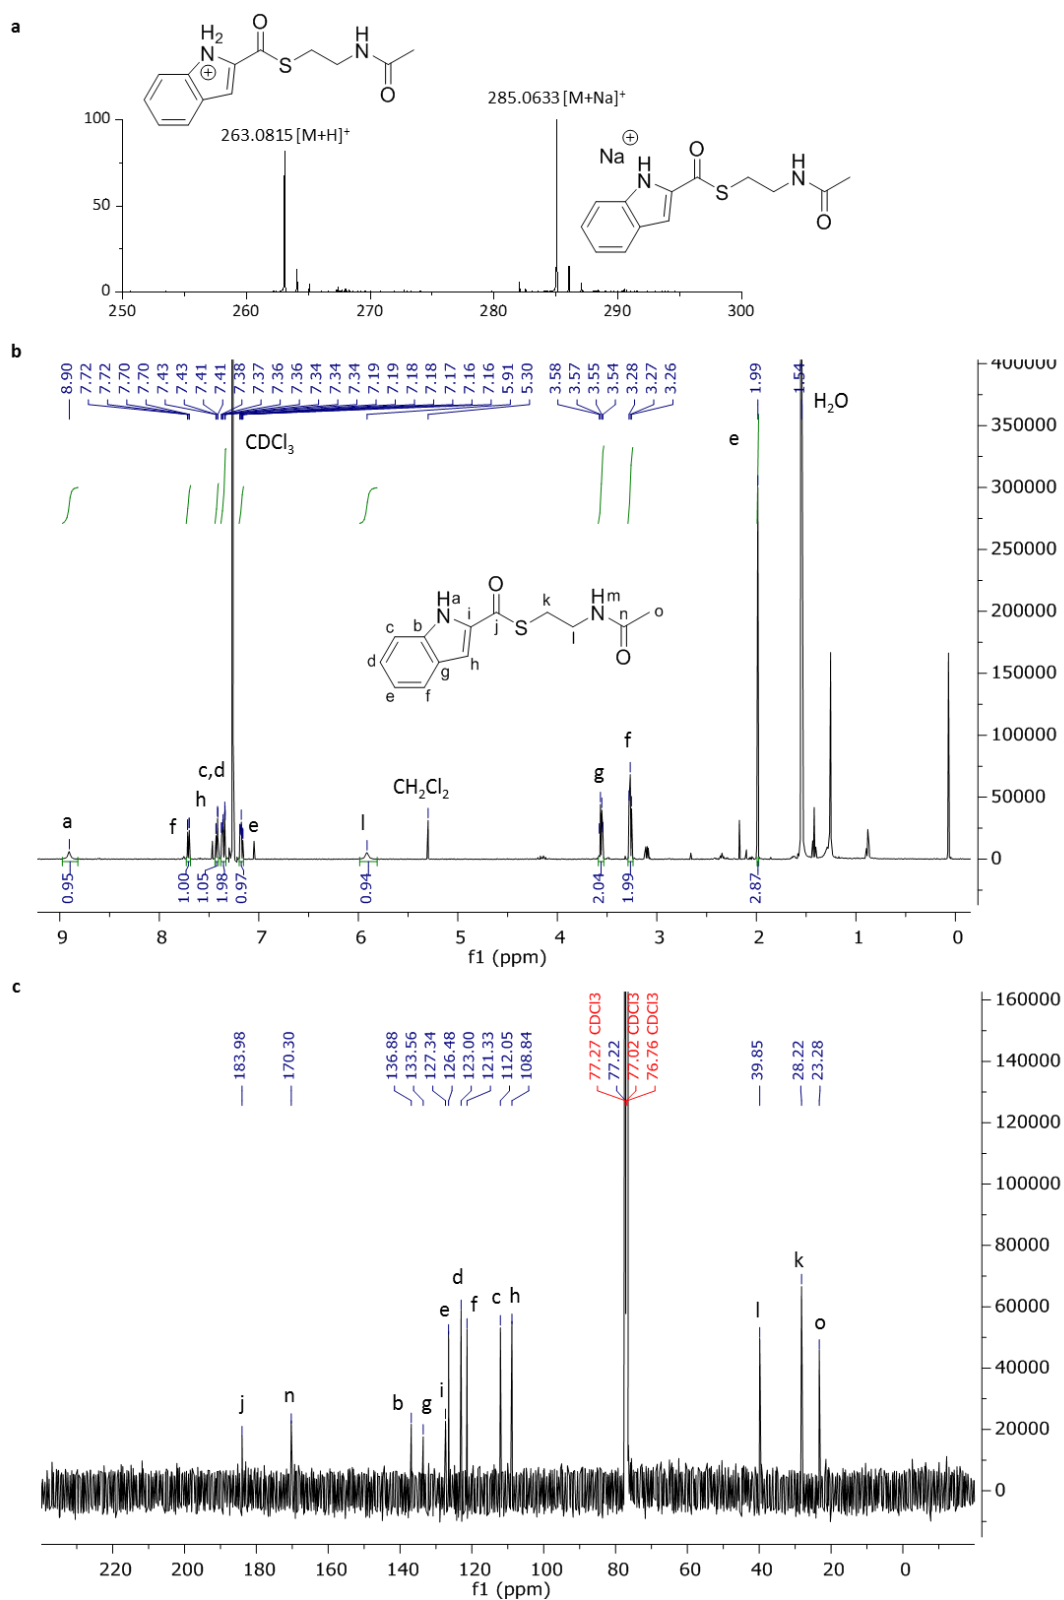 a
H2
N
+
O
S
H
N
O
285.0633 [M+Na]+
263.0815 [M+H]+
Na
+
H
N
O
S
H
N
O
100
50
0
250
260
270
280
290
300
b
8.90
7.72
7.72
7.70
7.70
7.43
7.43
7.41
7.41
7.38
7.37
7.36
7.36
7.34
7.34
7.34
7.19
7.19
7.18
7.18
7.17
7.16
7.16
5.91
5.30
3.58
3.57
3.55
3.54
3.28
3.27
3.26
1.99
1.54
H2O
CDCl3
e
400000
350000
300000
250000
200000
150000
100000
50000
0
HN
a
b
c
d
e
f
g
h
i
j
O
S
k
l
H
N
m
n
o
O
a
f
h
c,d
e
l
CH2Cl2
g
f
0.95
1.00
1.05
1.98
0.97
0.94
2.04
1.99
2.87
9
8
7
6
5
4
3
2
1
0
f1 (ppm)
c
183.98
170.30
136.88
133.56
127.34
126.48
123.00
121.33
112.05
108.84
77.27 CDCl3
77.22
77.02 CDCl3
76.76 CDCl3
39.85
28.22
23.28
160000
140000
120000
100000
80000
60000
40000
20000
0
j
n
b
g
i
e
d
f
c
h
l
k
o
220
200
180
160
140
120
100
80
60
40
20
0
f1 (ppm)